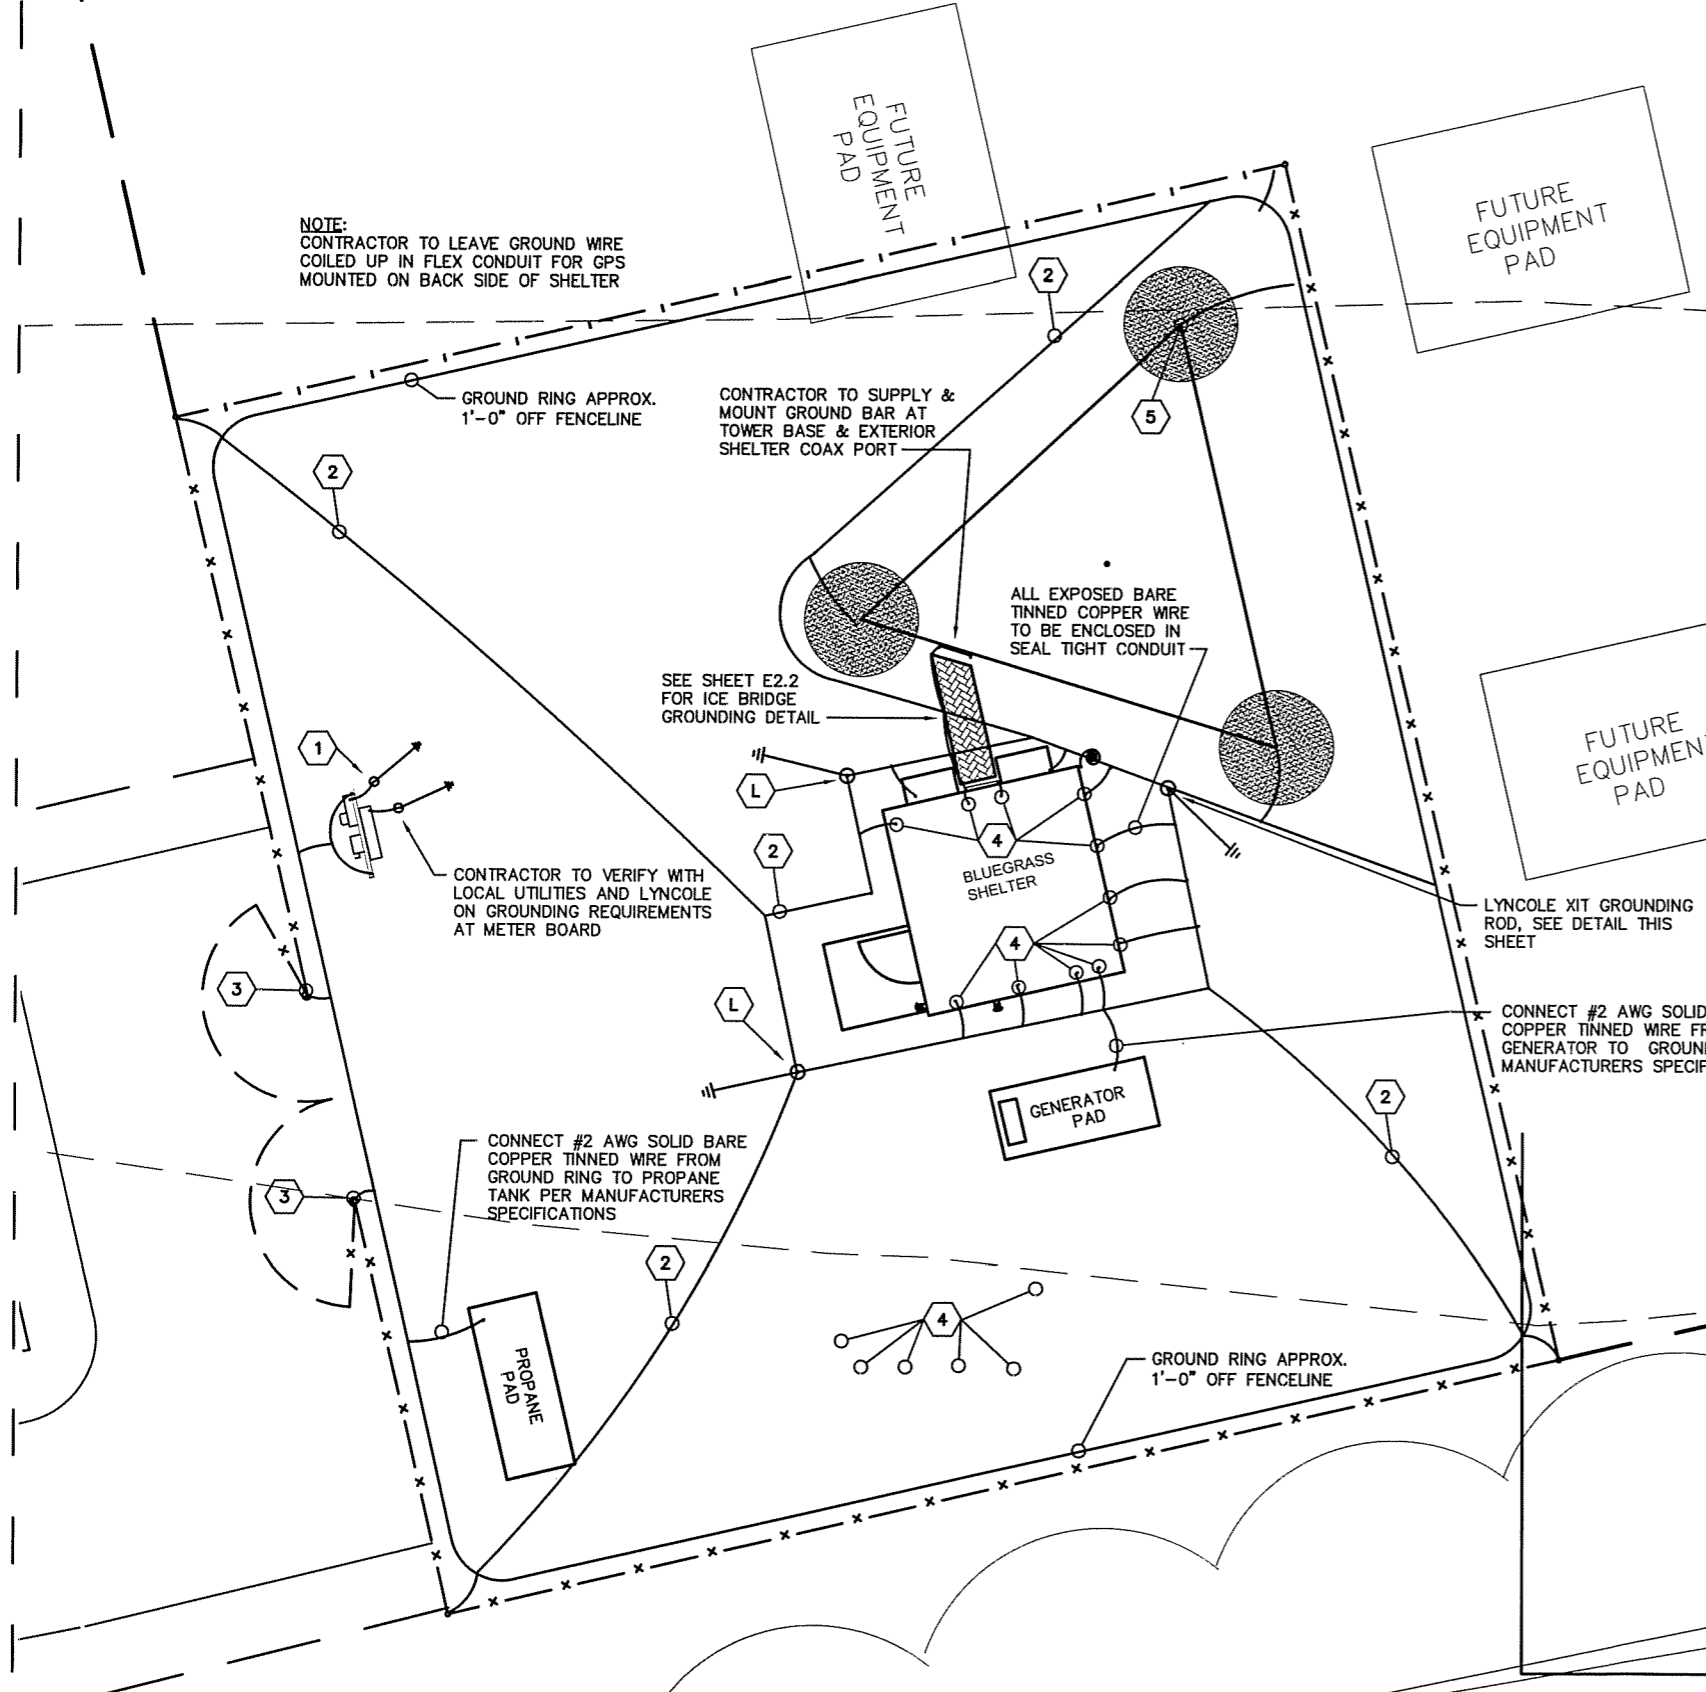 FUTURE
EQUIPMENT
PAD
FUTURE
EQUIPMENT
PAD
NOTE:
CONTRACTOR TO LEAVE GROUND WIRE
COILED UP IN FLEX CONDUIT FOR GPS
MOUNTED ON BACK SIDE OF SHELTER
2
GROUND RING APPROX.
1'-0" OFF FENCELINE
CONTRACTOR TO SUPPLY &
MOUNT GROUND BAR AT
TOWER BASE & EXTERIOR
SHELTER COAX PORT
5
2
ALL EXPOSED BARE
TINNED COPPER WIRE
TO BE ENCLOSED IN
SEAL TIGHT CONDUIT
SEE SHEET E2.2
FOR ICE BRIDGE
GROUNDING DETAIL
FUTURE
EQUIPMENT
PAD
1
L
2
4
BLUEGRASS
SHELTER
CONTRACTOR TO VERIFY WITH
LOCAL UTILITIES AND LYNCOLE
ON GROUNDING REQUIREMENTS
AT METER BOARD
LYNCOLE XIT GROUNDING
ROD, SEE DETAIL THIS
SHEET
4
3
L
CONNECT #2 AWG SOLID
COPPER TINNED WIRE FR
GENERATOR TO GROUN
MANUFACTURERS SPECIF
2
GENERATOR
PAD
CONNECT #2 AWG SOLID BARE
COPPER TINNED WIRE FROM
GROUND RING TO PROPANE
TANK PER MANUFACTURERS
SPECIFICATIONS
3
2
4
PROPANE
PAD
GROUND RING APPROX.
1'-0" OFF FENCELINE